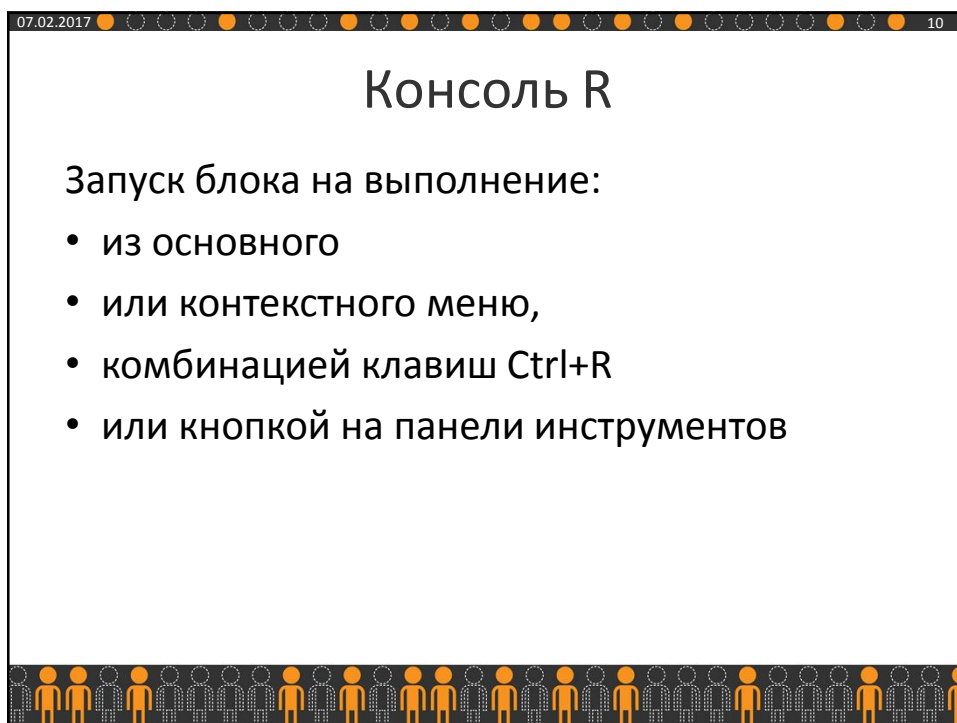 07.02.2017
10
Консоль R
Запуск блока на выполнение:
• из основного
• или контекстного меню,
• комбинацией клавиш Ctrl+R
• или кнопкой на панели инструментов